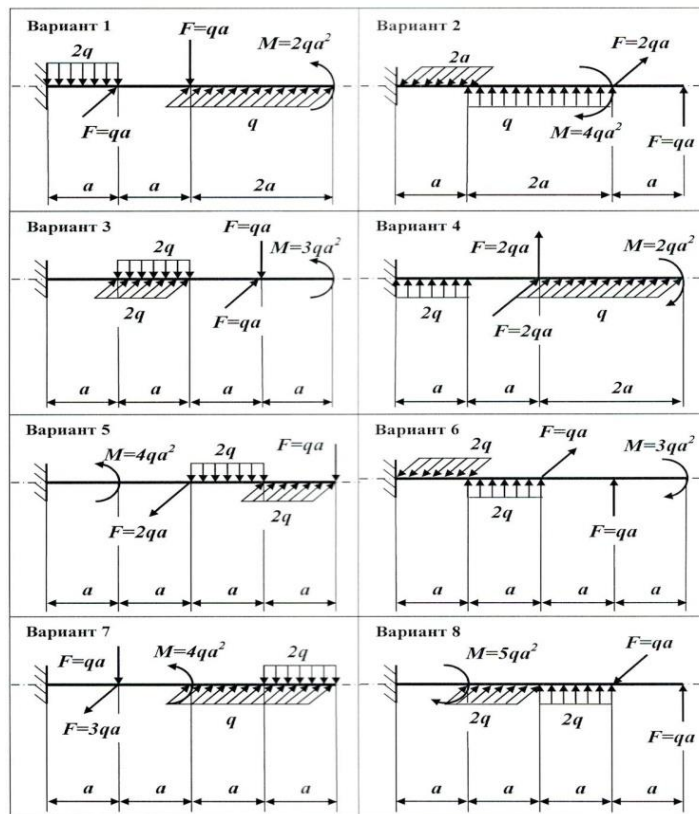 Вариант 1
F=qa
M=2qa²
2q
F=qa
q
a a 2a
Вариант 2
2a
F=2qa
q
M=4qa²
F=qa
a 2a a
Вариант 3
F=qa
2q
M=3qa²
2q
F=qa
a a a a
Вариант 4
F=2qa
M=2qa²
2q
F=2qa
q
a a 2a
Вариант 5
M=4qa²
2q
F=qa
F=2qa
2q
a a a a
Вариант 6
2q
F=qa
M=3qa²
2q
F=qa
a a a a
Вариант 7
F=qa
M=4qa²
2q
F=3qa
q
a a a a
Вариант 8
M=5qa²
F=qa
2q
2q
F=qa
a a a a